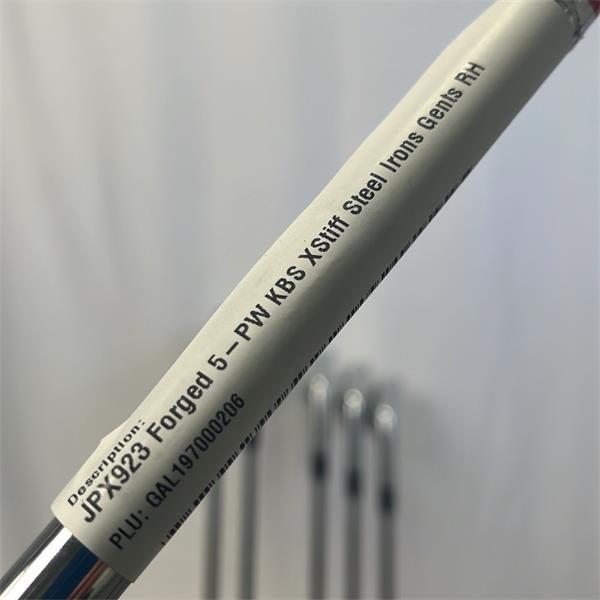 Description:
JPX923 Forged 5-PW KBS XStiff Steel Irons Gents RH
PLU: GAL197000206